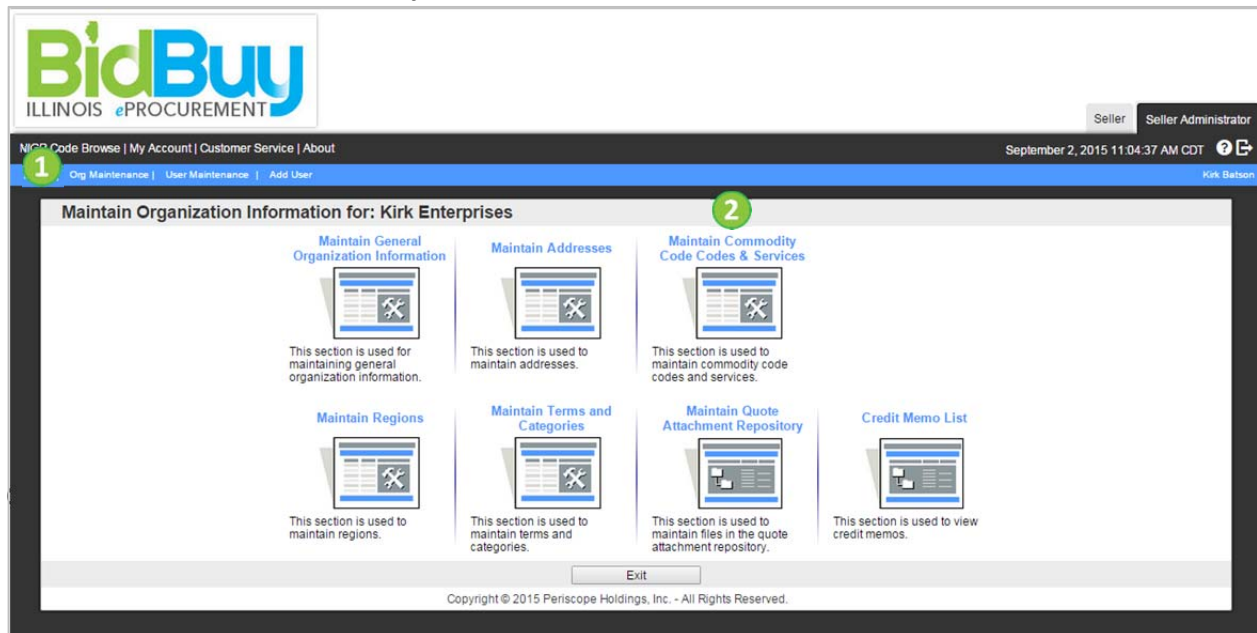 BidBuy
ILLINOIS ePROCUREMENT
Seller Seller Administrator
NIGP Code Browse | My Account | Customer Service | About September 2, 2015 11:04:37 AM CDT ?
1 Org Maintenance | User Maintenance | Add User Kirk Batson
Maintain Organization Information for: Kirk Enterprises 2
Maintain General
Organization Information
This section is used for
maintaining general
organization information.
Maintain Addresses
This section is used to
maintain addresses.
Maintain Commodity
Code Codes & Services
This section is used to
maintain commodity code
codes and services.
Maintain Regions
This section is used to
maintain regions.
Maintain Terms and
Categories
This section is used to
maintain terms and
categories.
Maintain Quote
Attachment Repository
This section is used to
maintain files in the quote
attachment repository.
Credit Memo List
This section is used to view
credit memos.
Exit
Copyright © 2015 Periscope Holdings, Inc. - All Rights Reserved.